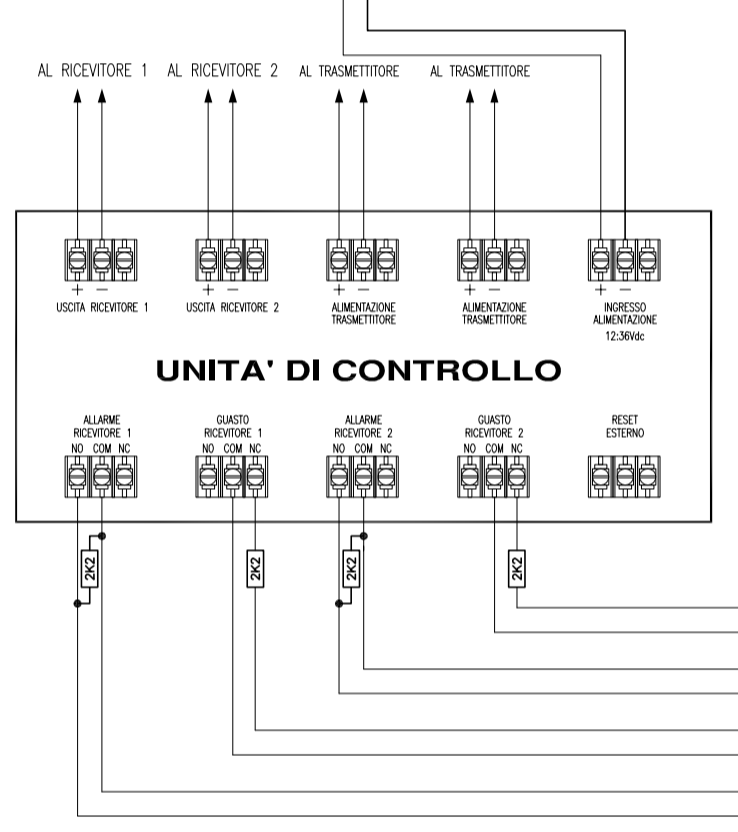 AL RICEVITORE 1 AL RICEVITORE 2 AL TRASMETTITORE AL TRASMETTITORE
+ − + − + − + − + −
USCITA RICEVITORE 1
USCITA RICEVITORE 2
ALIMENTAZIONE
TRASMETTITORE
ALIMENTAZIONE
TRASMETTITORE
INGRESSO
ALIMENTAZIONE
12:36Vdc
UNITA' DI CONTROLLO
ALLARME
RICEVITORE 1
NO COM NC
GUASTO
RICEVITORE 1
NO COM NC
ALLARME
RICEVITORE 2
NO COM NC
GUASTO
RICEVITORE 2
NO COM NC
RESET
ESTERNO
2K2
2K2
2K2
2K2